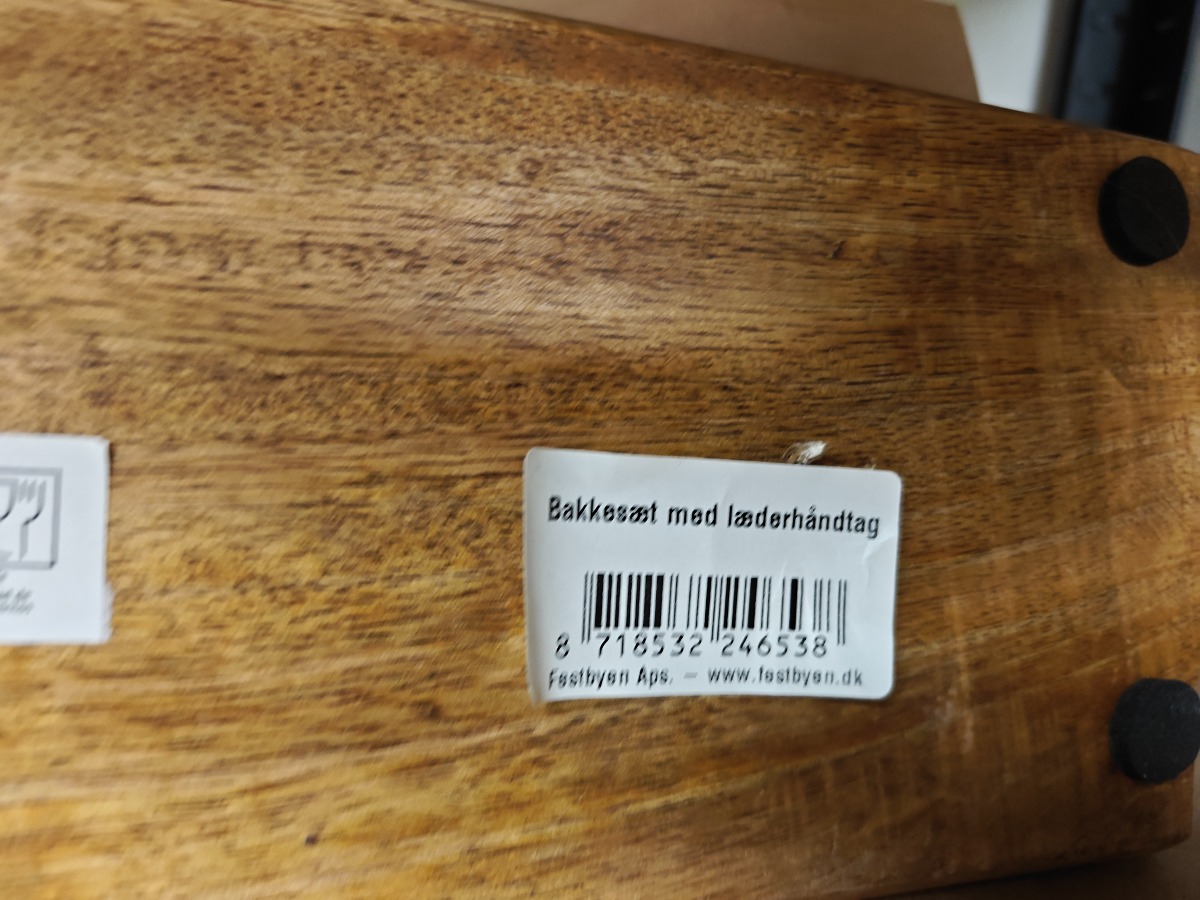 Bakkesæt med læderhåndtag
8 718532 246538
Festbyen Aps. – www.festbyen.dk